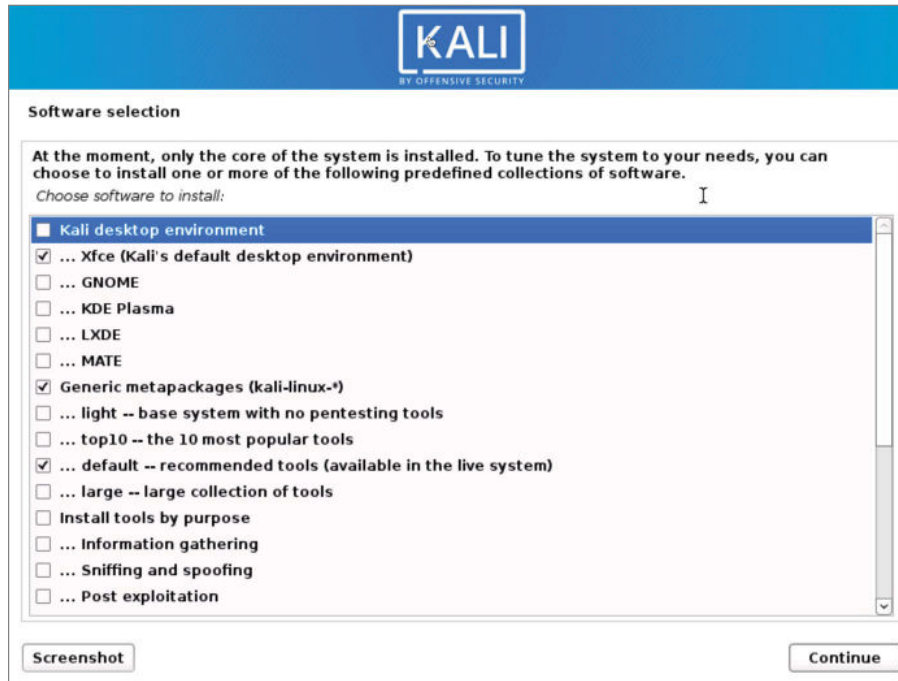 KALI
BY OFFENSIVE SECURITY
Software selection
At the moment, only the core of the system is installed. To tune the system to your needs, you can
choose to install one or more of the following predefined collections of software.
Choose software to install:
Kali desktop environment
... Xfce (Kali's default desktop environment)
... GNOME
... KDE Plasma
... LXDE
... MATE
Generic metapackages (kali-linux-*)
... light -- base system with no pentesting tools
... top10 -- the 10 most popular tools
... default -- recommended tools (available in the live system)
... large -- large collection of tools
Install tools by purpose
... Information gathering
... Sniffing and spoofing
... Post exploitation
Screenshot
Continue